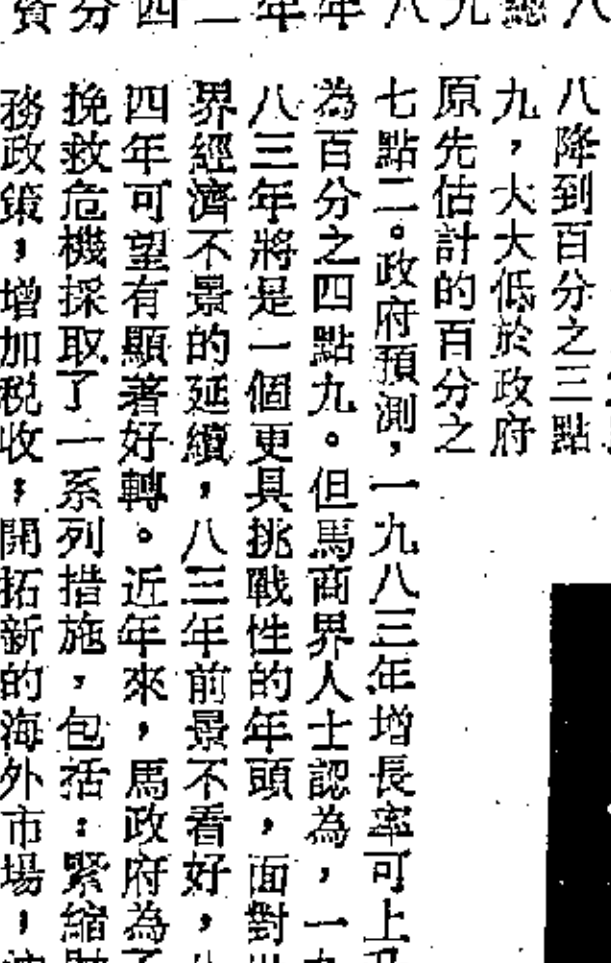 八降到百分之三點
九，大大低於政府
原先估計的百分之
七點二。政府預測，一九八三年增長率可上升
為百分之四點九。但馬商界人士認為，一九
八三年將是一個更具挑戰性的年頭，面對世
界經濟不景的延續，八三年前景不看好，八
四年可望有顯著好轉。近年來，馬政府為了
挽救危機採取了一系列措施，包括：緊縮財
務政策，增加税收；開拓新的海外市場，